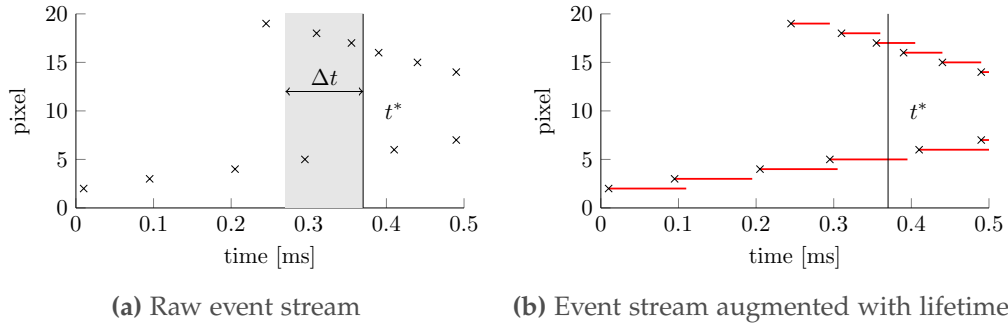 20
15
10
5
0
pixel
Δt
t*
0
0.1
0.2
0.3
0.4
0.5
time [ms]
(a) Raw event stream
20
15
10
5
0
pixel
t*
0
0.1
0.2
0.3
0.4
0.5
time [ms]
(b) Event stream augmented with lifetime